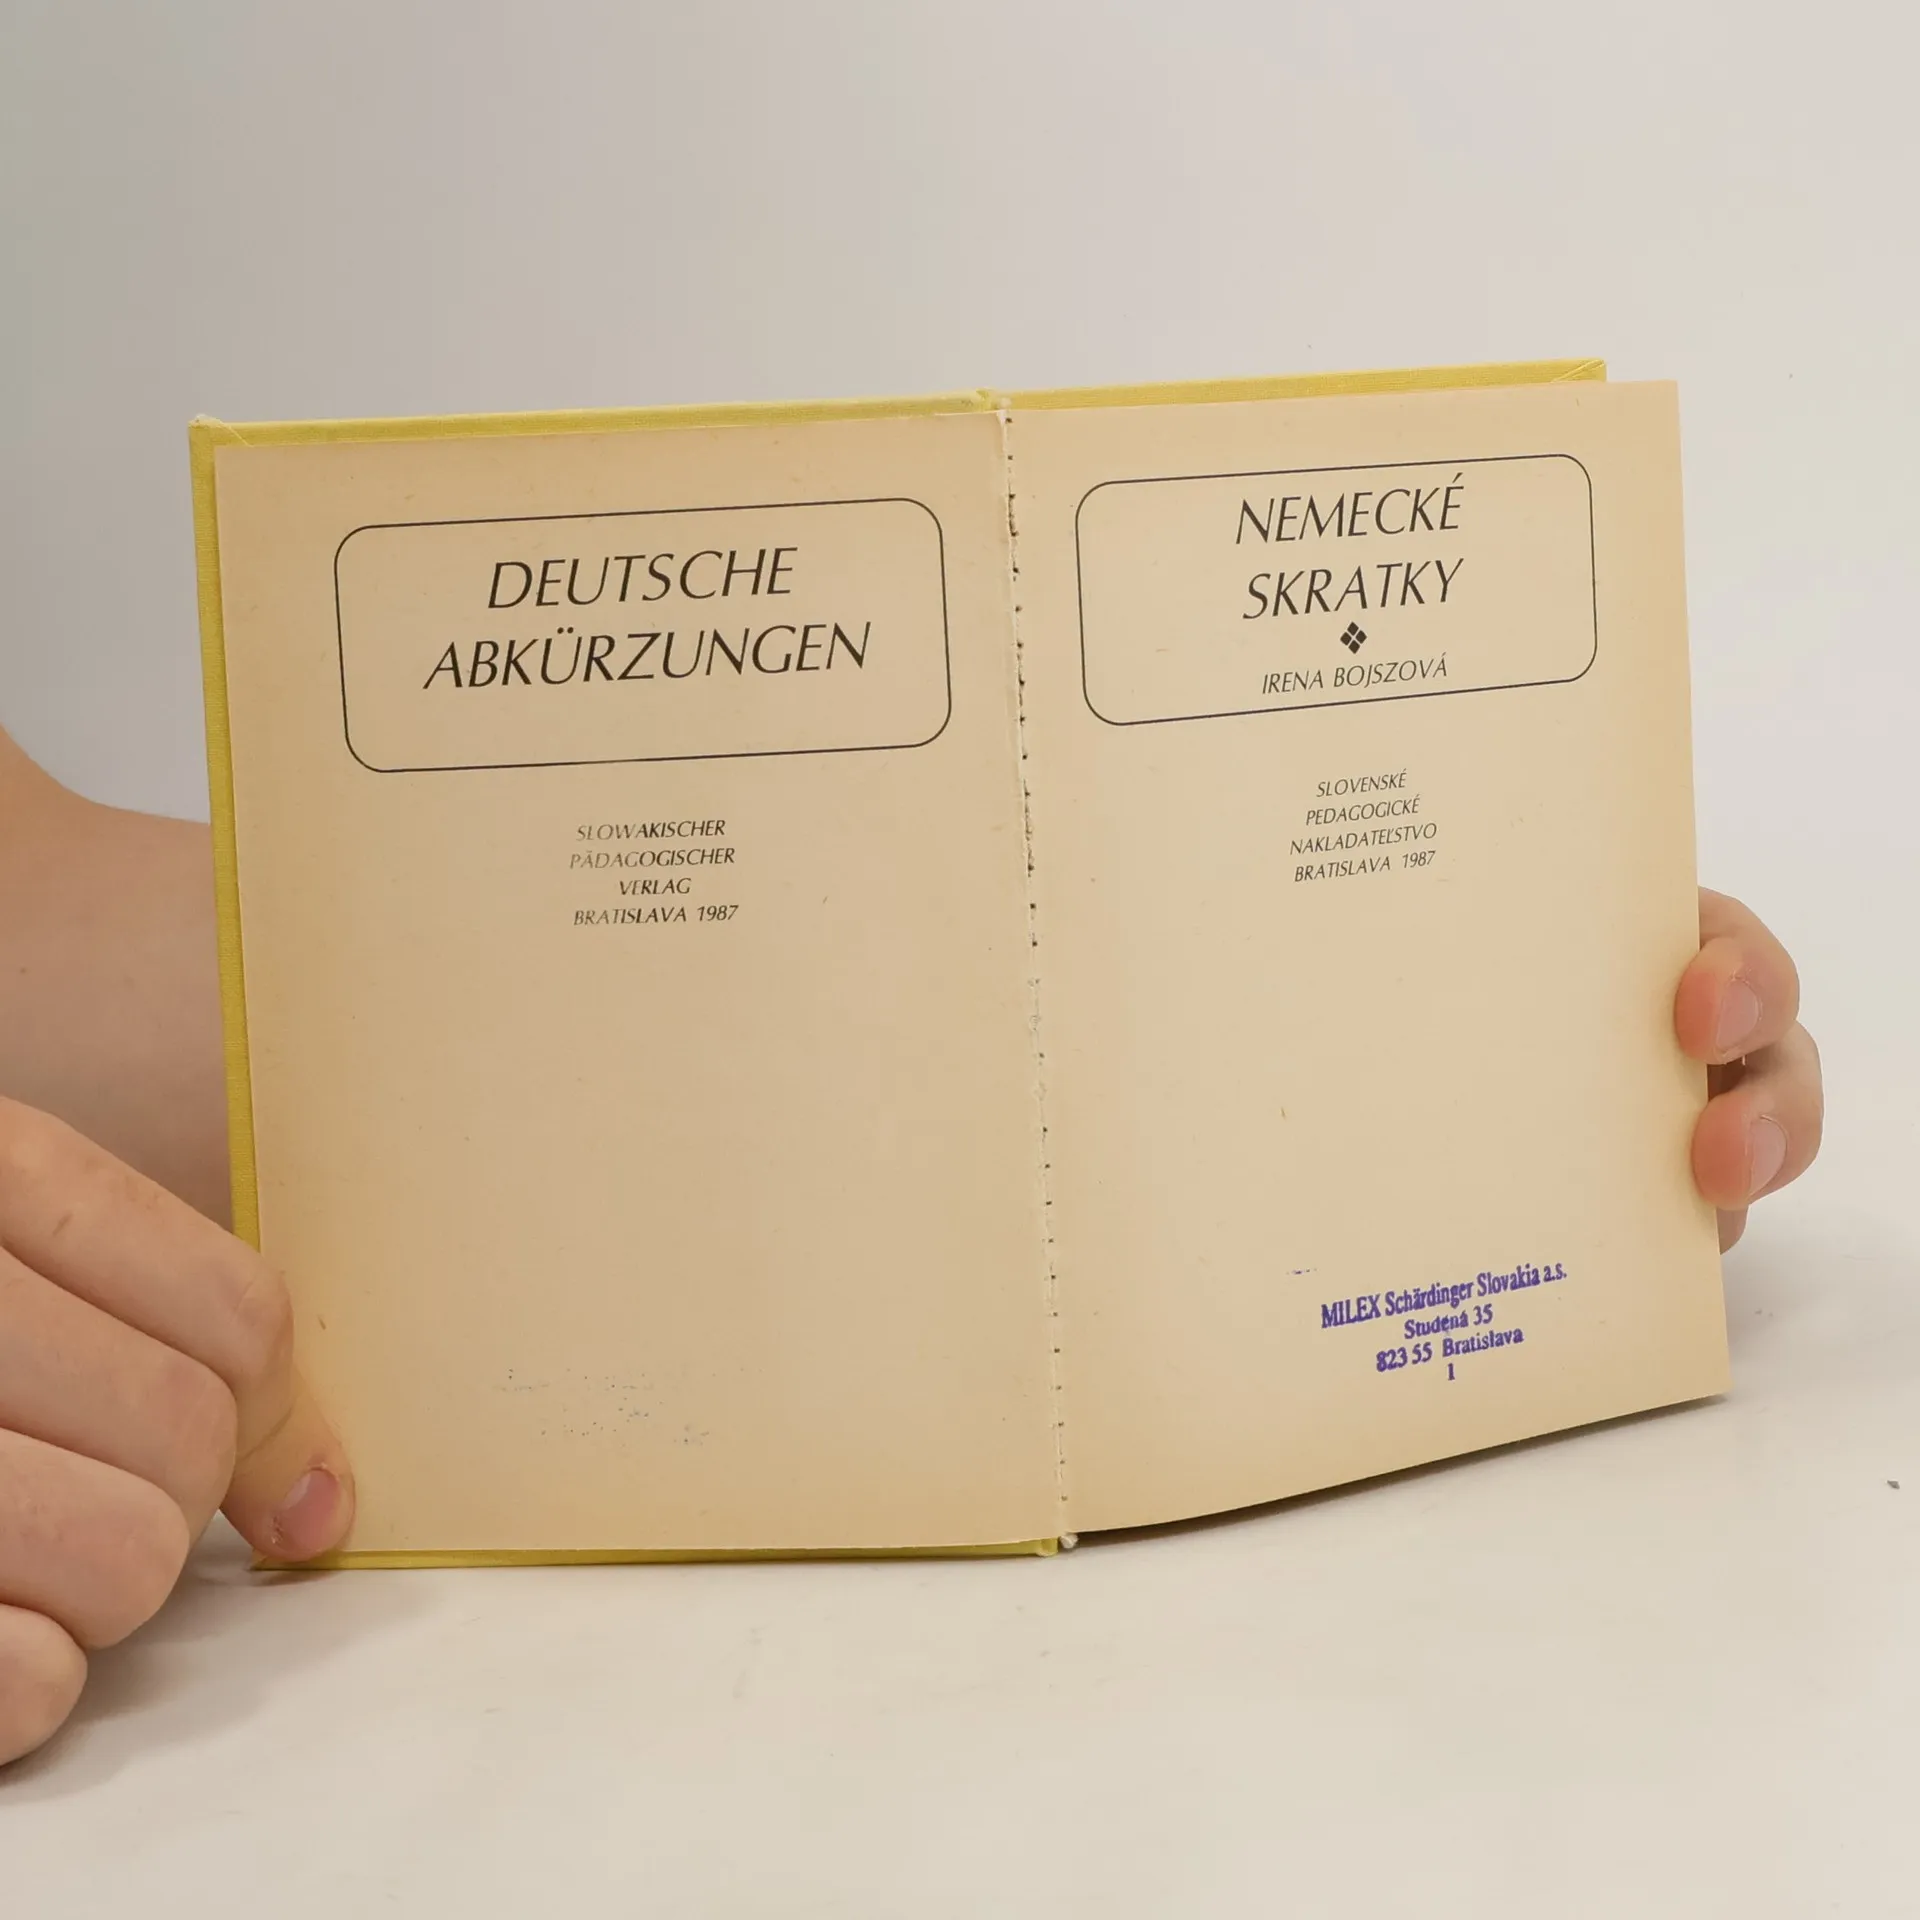 DEUTSCHE
ABKÜRZUNGEN
SLOWAKISCHER
PÄDAGOGISCHER
VERLAG
BRATISLAVA 1987
NEMECKÉ
SKRATKY
IRENA BOJSZOVÁ
SLOVENSKÉ
PEDAGOGICKÉ
NAKLADATEĽSTVO
BRATISLAVA 1987
MILEX Schärdinger Slovakia a.s.
Studená 35
823 55 Bratislava
1